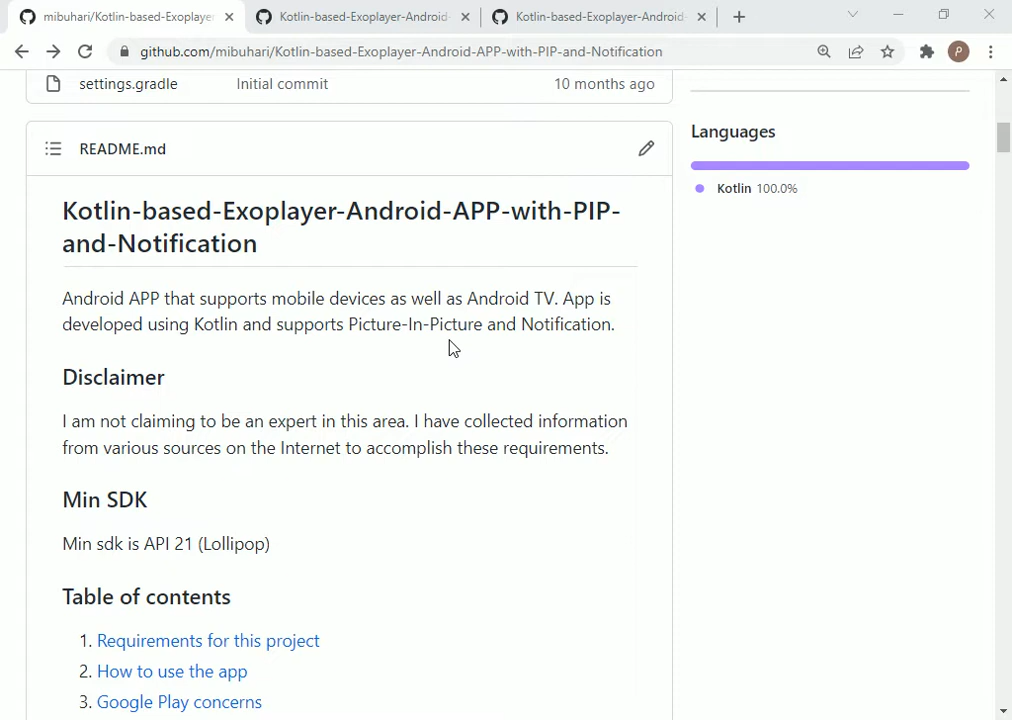 mibuhari/Kotlin-based-Exoplayer
Kotlin-based-Exoplayer-Android-
Kotlin-based-Exoplayer-Android-
github.com/mibuhari/Kotlin-based-Exoplayer-Android-APP-with-PIP-and-Notification
P
settings.gradle Initial commit 10 months ago
README.md
Kotlin-based-Exoplayer-Android-APP-with-PIP-
and-Notification
Android APP that supports mobile devices as well as Android TV. App is
developed using Kotlin and supports Picture-In-Picture and Notification.
Disclaimer
I am not claiming to be an expert in this area. I have collected information
from various sources on the Internet to accomplish these requirements.
Min SDK
Min sdk is API 21 (Lollipop)
Table of contents
1. Requirements for this project
2. How to use the app
3. Google Play concerns
Languages
Kotlin 100.0%